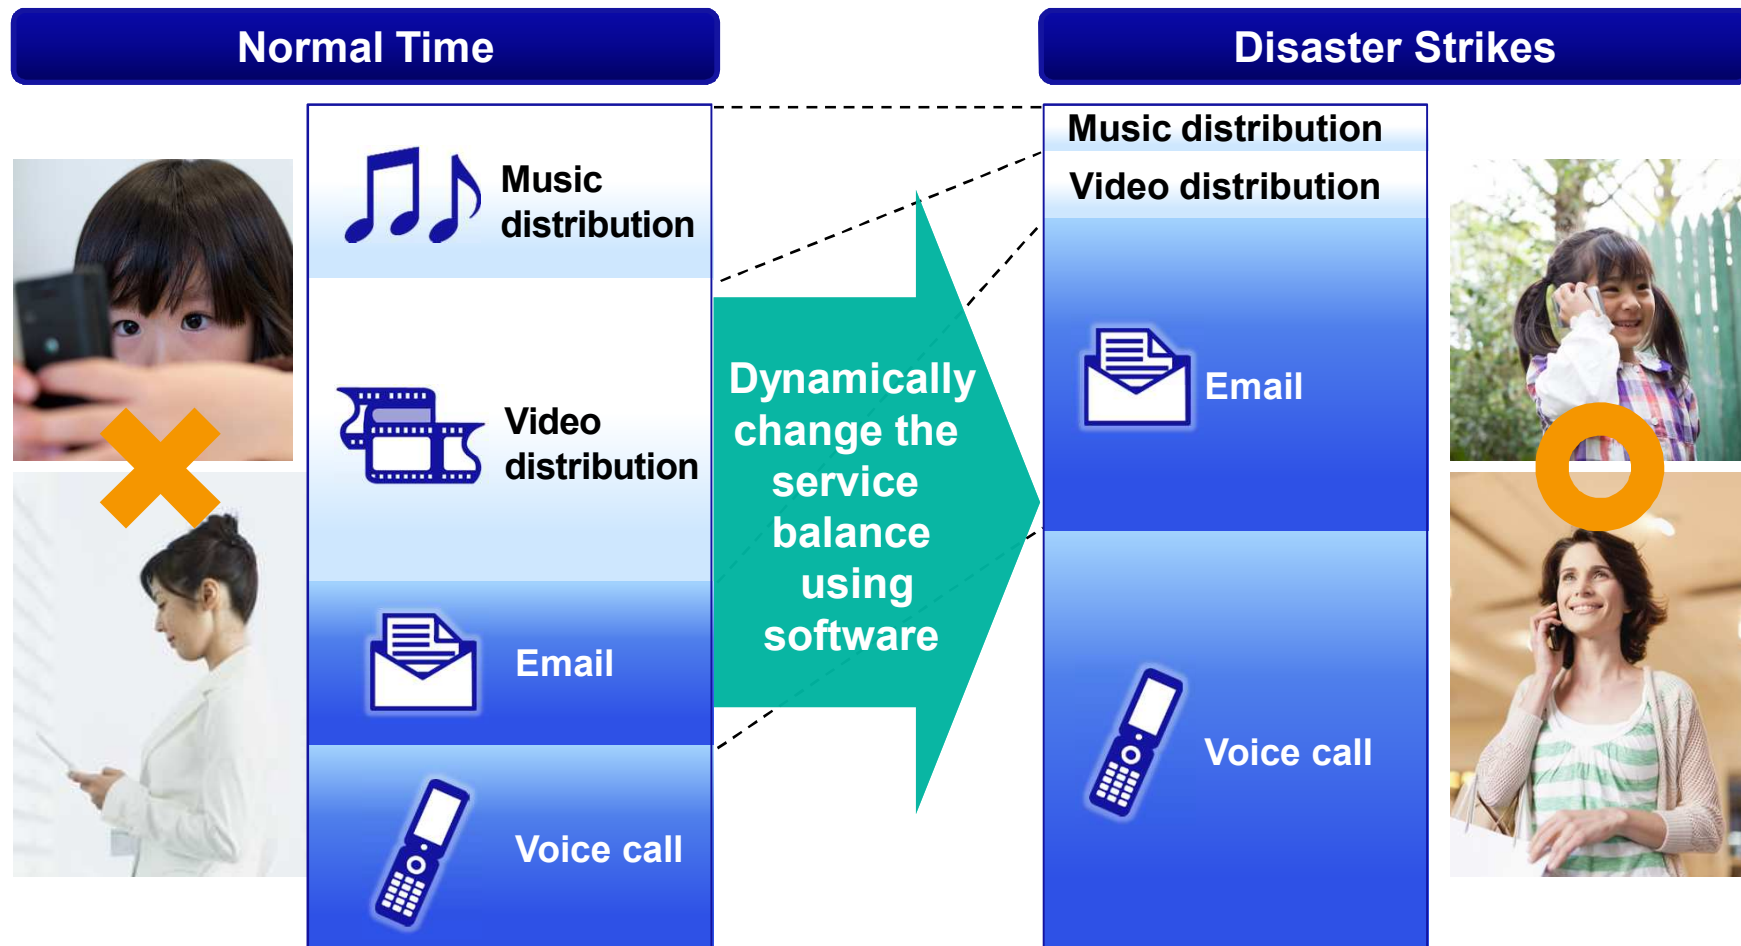 Normal Time
Disaster Strikes
Music
distribution
Video
distribution
Email
Voice call
Dynamically
change the
service
balance
using
software
Music distribution
Video distribution
Email
Voice call